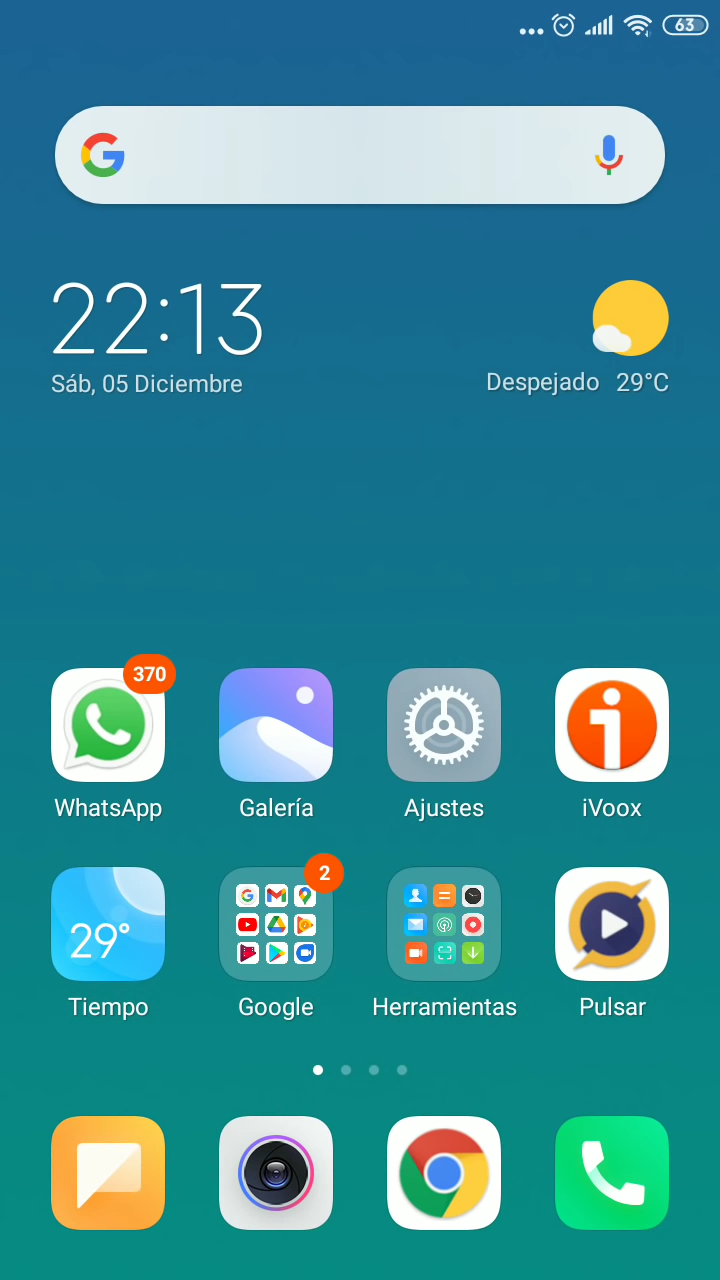 63
22:13
Sáb, 05 Diciembre
Despejado 29°C
370
WhatsApp
Galería
Ajustes
iVoox
29°
2
Tiempo
Google
Herramientas
Pulsar